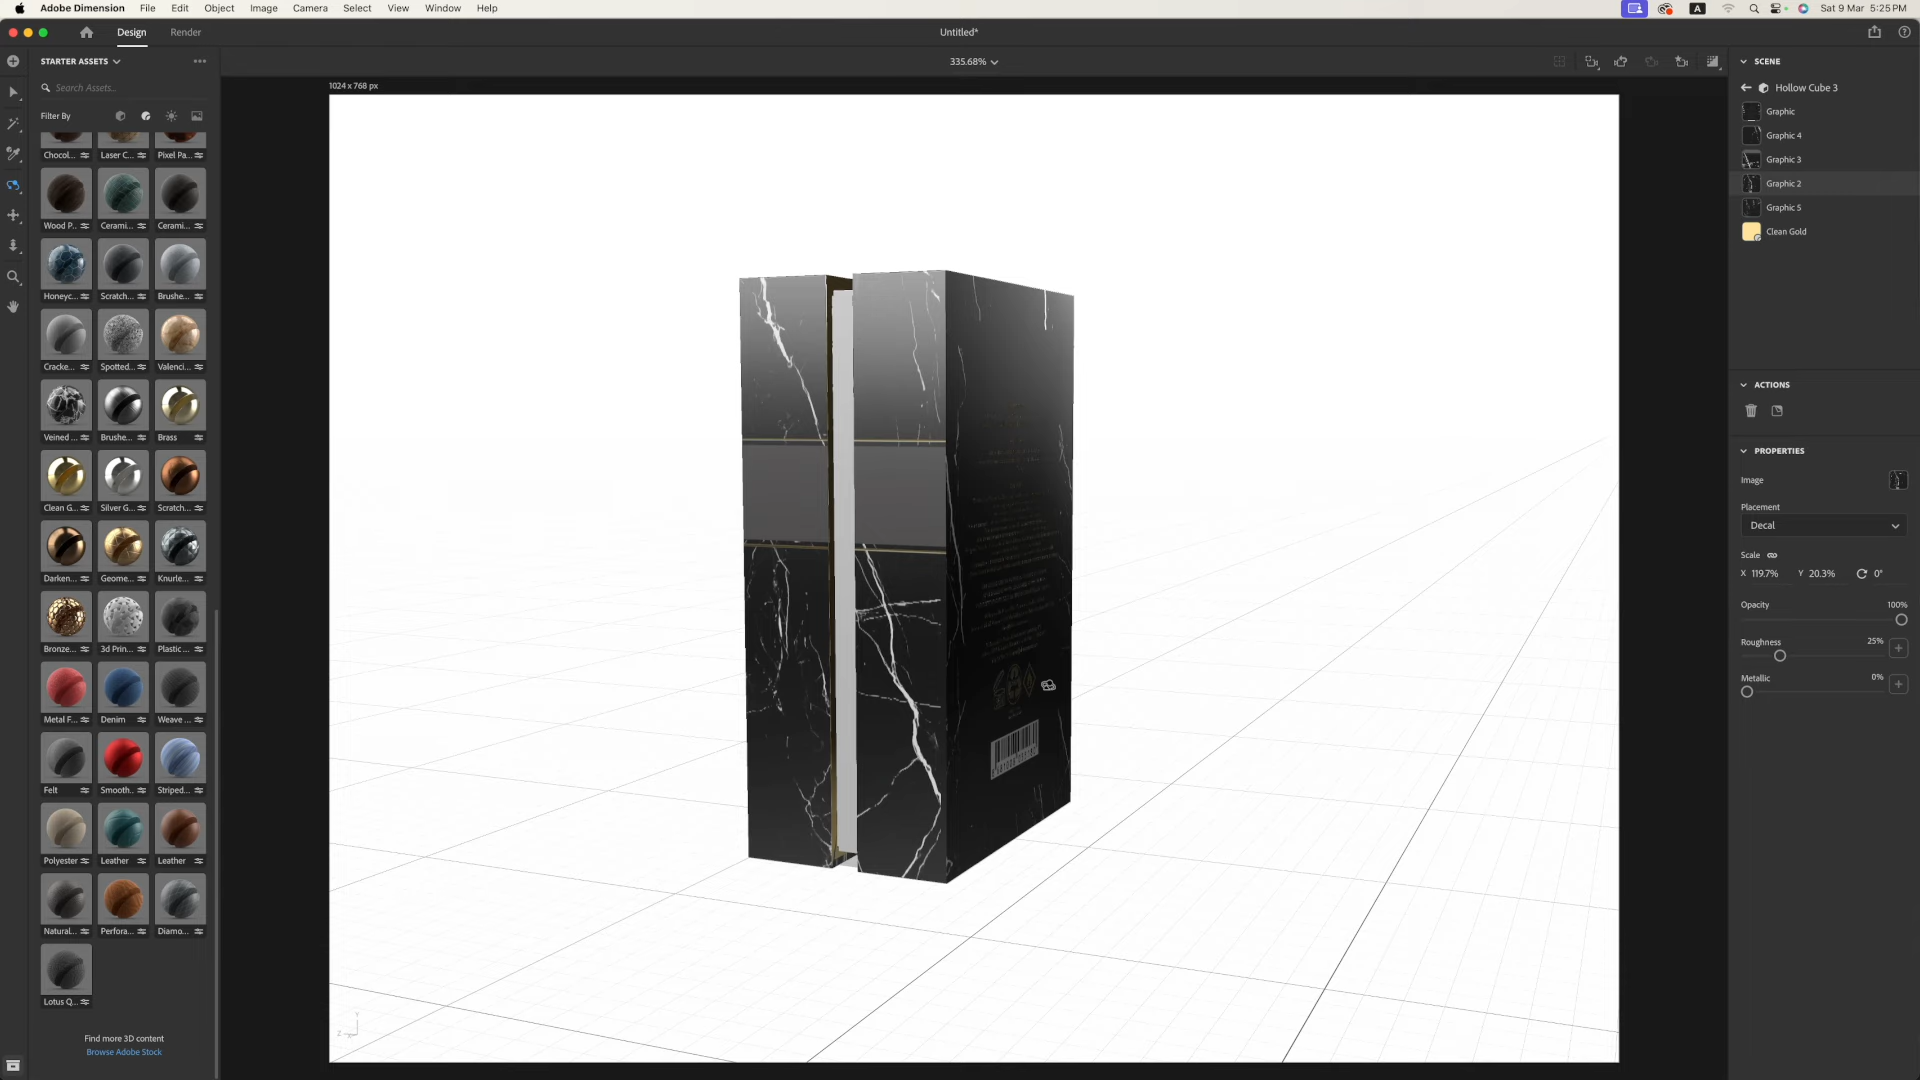 Adobe Dimension File Edit Object Image Camera Select View Window Help
A Sat 9 Mar 5:25 PM
Design Render
Untitled*
STARTER ASSETS
335.68%
SCENE
1024 x 768 px
Search Assets...
Hollow Cube 3
Filter By
Graphic
Graphic 4
Chocol... Laser C... Pixel Pa...
Graphic 3
Graphic 2
Graphic 5
Wood P... Cerami... Cerami...
Clean Gold
Honeyc... Scratch... Brushe...
Cracke... Spotted... Valenci...
ACTIONS
Veined ... Brushe... Brass
PROPERTIES
Image
Clean G... Silver G... Scratch...
Placement
Decal
Scale
X 119.7% Y 20.3% 0°
Darken... Geome... Knurle...
Opacity 100%
Roughness 25%
Bronze... 3d Prin... Plastic ...
Metallic 0%
Metal F... Denim Weave ...
Felt Smooth... Striped...
Polyester Leather Leather
Natural... Perfora... Diamo...
Lotus Q...
Find more 3D content
Browse Adobe Stock
Y
Z